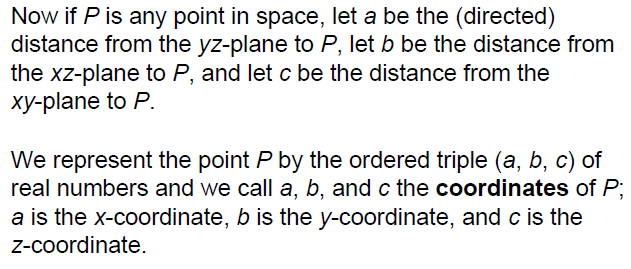 Now if P is any point in space, let a be the (directed)
distance from the yz-plane to P, let b be the distance from
the xz-plane to P, and let c be the distance from the
xy-plane to P.
We represent the point P by the ordered triple (a, b, c) of
real numbers and we call a, b, and c the coordinates of P;
a is the x-coordinate, b is the y-coordinate, and c is the
z-coordinate.